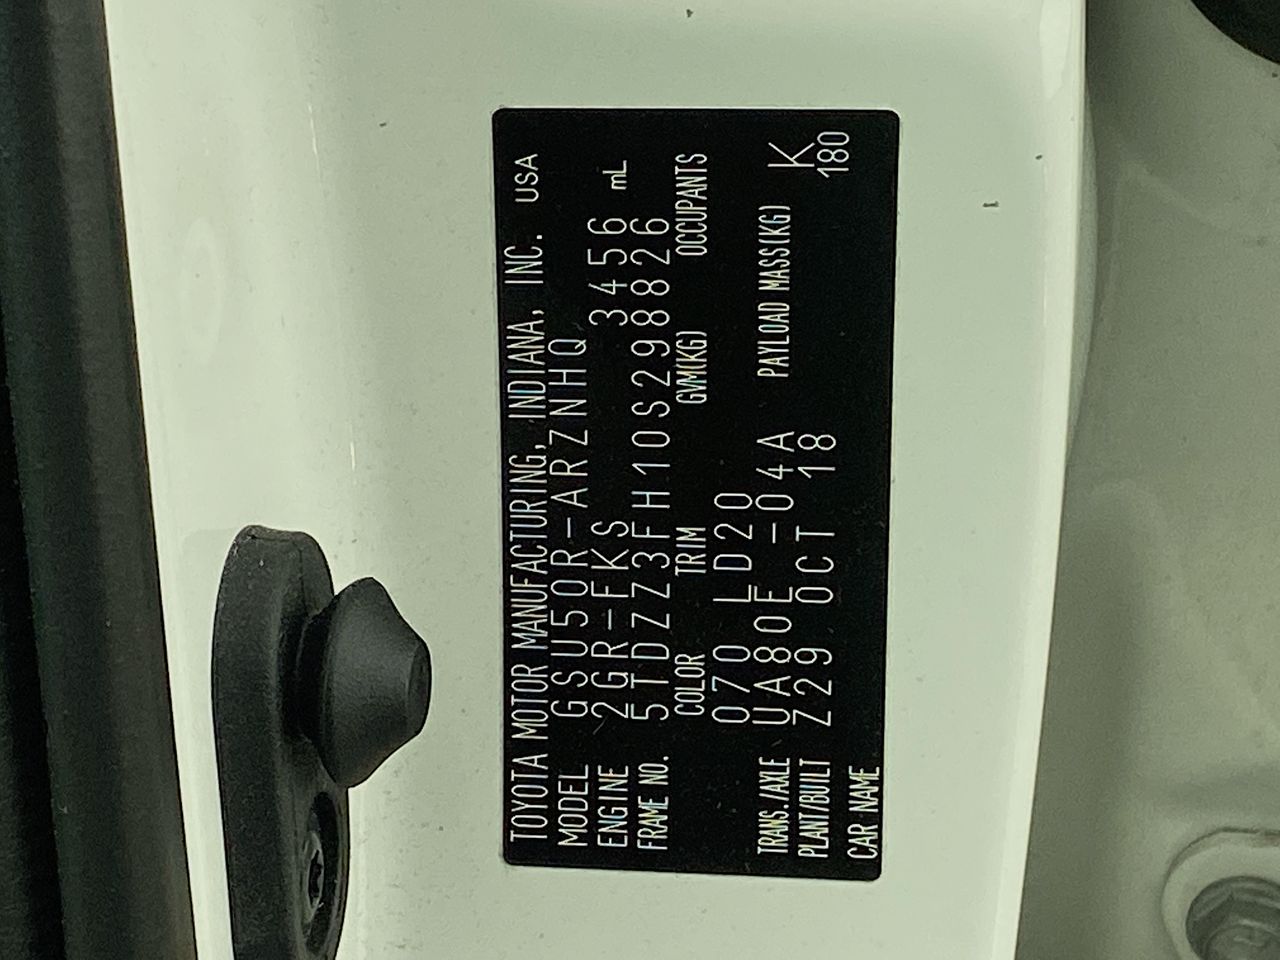 TOYOTA MOTOR MANUFACTURING, INDIANA, INC. USA
MODEL GSU50R-ARZNHQ
ENGINE 2GR-FKS 3456 mL
FRAME NO. 5TDZZ3FH10S298826
COLOR TRIM GVM(KG) OCCUPANTS
070 LD20
TRANS./AXLE UA80E -04A PAYLOAD MASS(KG) K
PLANT/BUILT Z29 OCT 18 180
CAR NAME